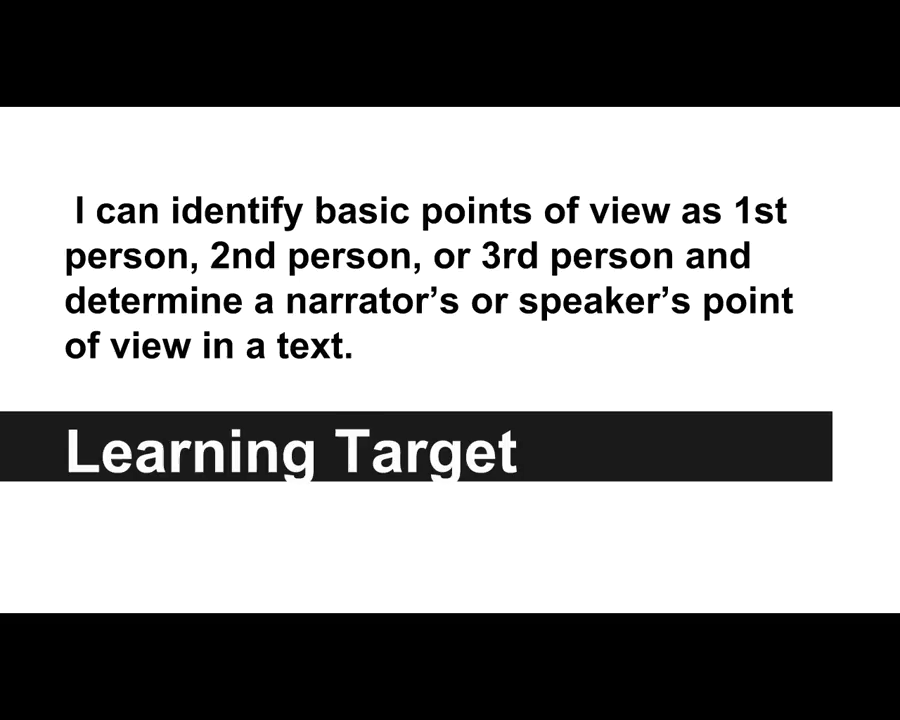 I can identify basic points of view as 1st
person, 2nd person, or 3rd person and
determine a narrator’s or speaker’s point
of view in a text.
Learning Target